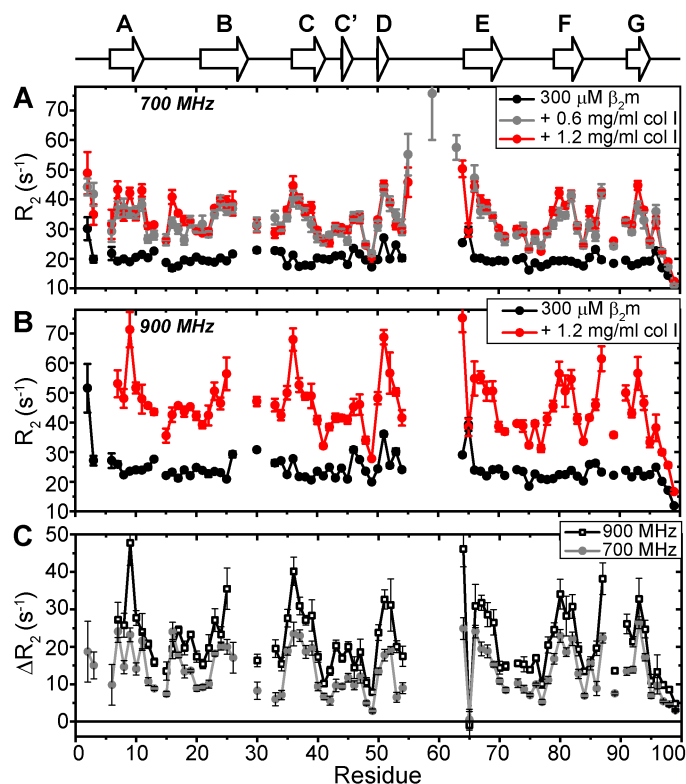 A B C C' D E F G
A
700 MHz
300 μM β₂m
+ 0.6 mg/ml col I
+ 1.2 mg/ml col I
R₂ (s⁻¹)
70
60
50
40
30
20
10
B
900 MHz
300 μM β₂m
+ 1.2 mg/ml col I
R₂ (s⁻¹)
70
60
50
40
30
20
10
C
900 MHz
700 MHz
ΔR₂ (s⁻¹)
50
40
30
20
10
0
0 10 20 30 40 50 60 70 80 90 100
Residue